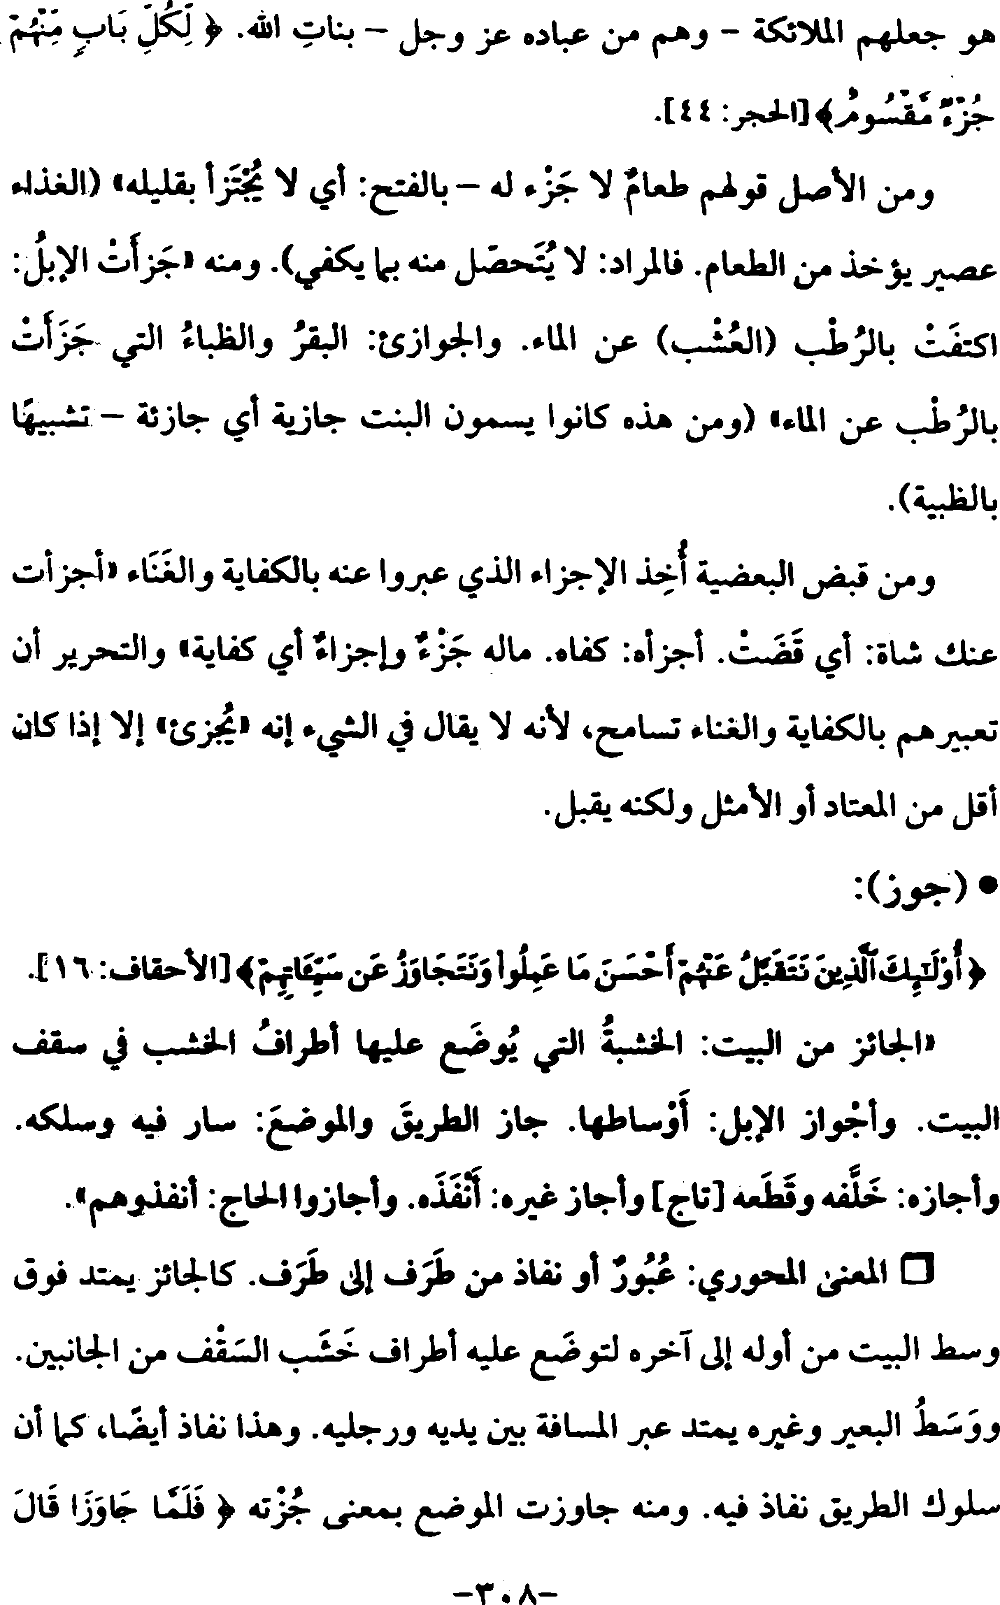 هو جعلهم الملائكة – وهم من عباده عز وجل – بناتِ الله. ﴿ لِّكُلِّ بَابٍ مِّنْهُمْ
جُزْءٌ مَّقْسُومٌ ﴾ [الحجر: ٤٤].
ومن الأصل قولهم طعامٌ لا جَزْء له – بالفتح: أي لا يُجْتَزأ بقليله» (الغذاء
عصير يؤخذ من الطعام. فالمراد: لا يُتَحصّل منه بما يكفي). ومنه «جَزأَتْ الإبلُ:
اكتفَتْ بالرُطْب (العُشْب) عن الماء. والجوازئ: البقرُ والظباءُ التي جَزَأَتْ
بالرُطْب عن الماء» (ومن هذه كانوا يسمون البنت جازية أي جازئة – تشبيهًا
بالظبية).
ومن قبض البعضية أُخِذ الإجزاء الذي عبروا عنه بالكفاية والغَنَاء «أجزأت
عنك شاة: أي قَضَتْ. أجزأه: كفاه. ماله جَزْءٌ وإجزاءٌ أي كفاية» والتحرير أن
تعبيرهم بالكفاية والغناء تسامح، لأنه لا يقال في الشيء إنه «يُجزئ» إلا إذا كان
أقل من المعتاد أو الأمثل ولكنه يقبل.
• (جوز):
﴿ أُوْلَٰٓئِكَ ٱلَّذِينَ نَتَقَبَّلُ عَنْهُمْ أَحْسَنَ مَا عَمِلُوا۟ وَنَتَجَاوَزُ عَن سَيِّـَٔاتِهِمْ ﴾ [الأحقاف: ١٦].
«الجائز من البيت: الخشبةُ التي يُوضَع عليها أطرافُ الخشب في سقف
البيت. وأجْواز الإبل: أَوْساطها. جاز الطريقَ والموضعَ: سار فيه وسلكه.
وأجازه: خَلَّفه وقَطَعه [تاج] وأجاز غيره: أَنْفَذَه. وأجازوا الحاج: أنفذوهم».
□ المعنى المحوري: عُبُورٌ أو نفاذ من طَرَف إلى طَرَف. كالجائز يمتد فوق
وسط البيت من أوله إلى آخره لتوضَع عليه أطراف خَشَب السَقْف من الجانبين.
ووَسَطُ البعير وغيره يمتد عبر المسافة بين يديه ورجليه. وهذا نفاذ أيضًا، كما أن
سلوك الطريق نفاذ فيه. ومنه جاوزت الموضع بمعنى جُزْته ﴿ فَلَمَّا جَاوَزَا قَالَ
–٣٠٨–